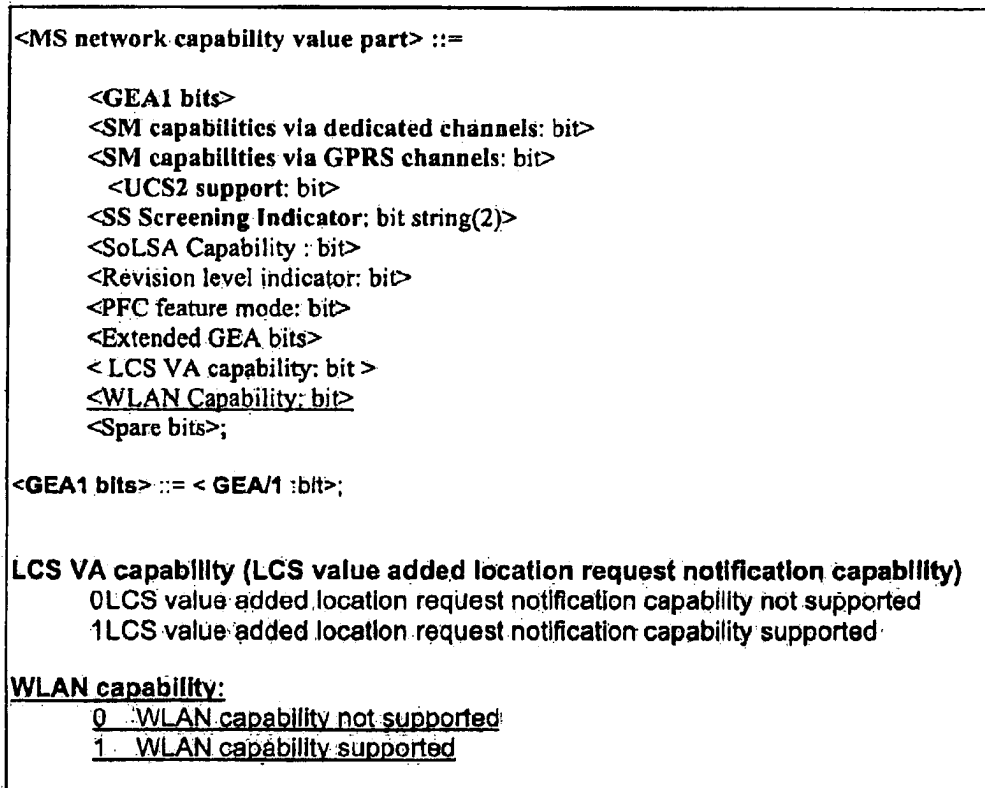 <MS network capability value part> ::=
<GEA1 bits>
<SM capabilities via dedicated channels: bit>
<SM capabilities via GPRS channels: bit>
<UCS2 support: bit>
<SS Screening Indicator: bit string(2)>
<SoLSA Capability : bit>
<Revision level indicator: bit>
<PFC feature mode: bit>
<Extended GEA bits>
< LCS VA capability: bit >
<WLAN Capability: bit>
<Spare bits>;
<GEA1 bits> ::= < GEA/1 :bit>;
LCS VA capability (LCS value added location request notification capability)
0LCS value added location request notification capability not supported
1LCS value added location request notification capability supported
WLAN capability:
0 WLAN capability not supported
1 WLAN capability supported